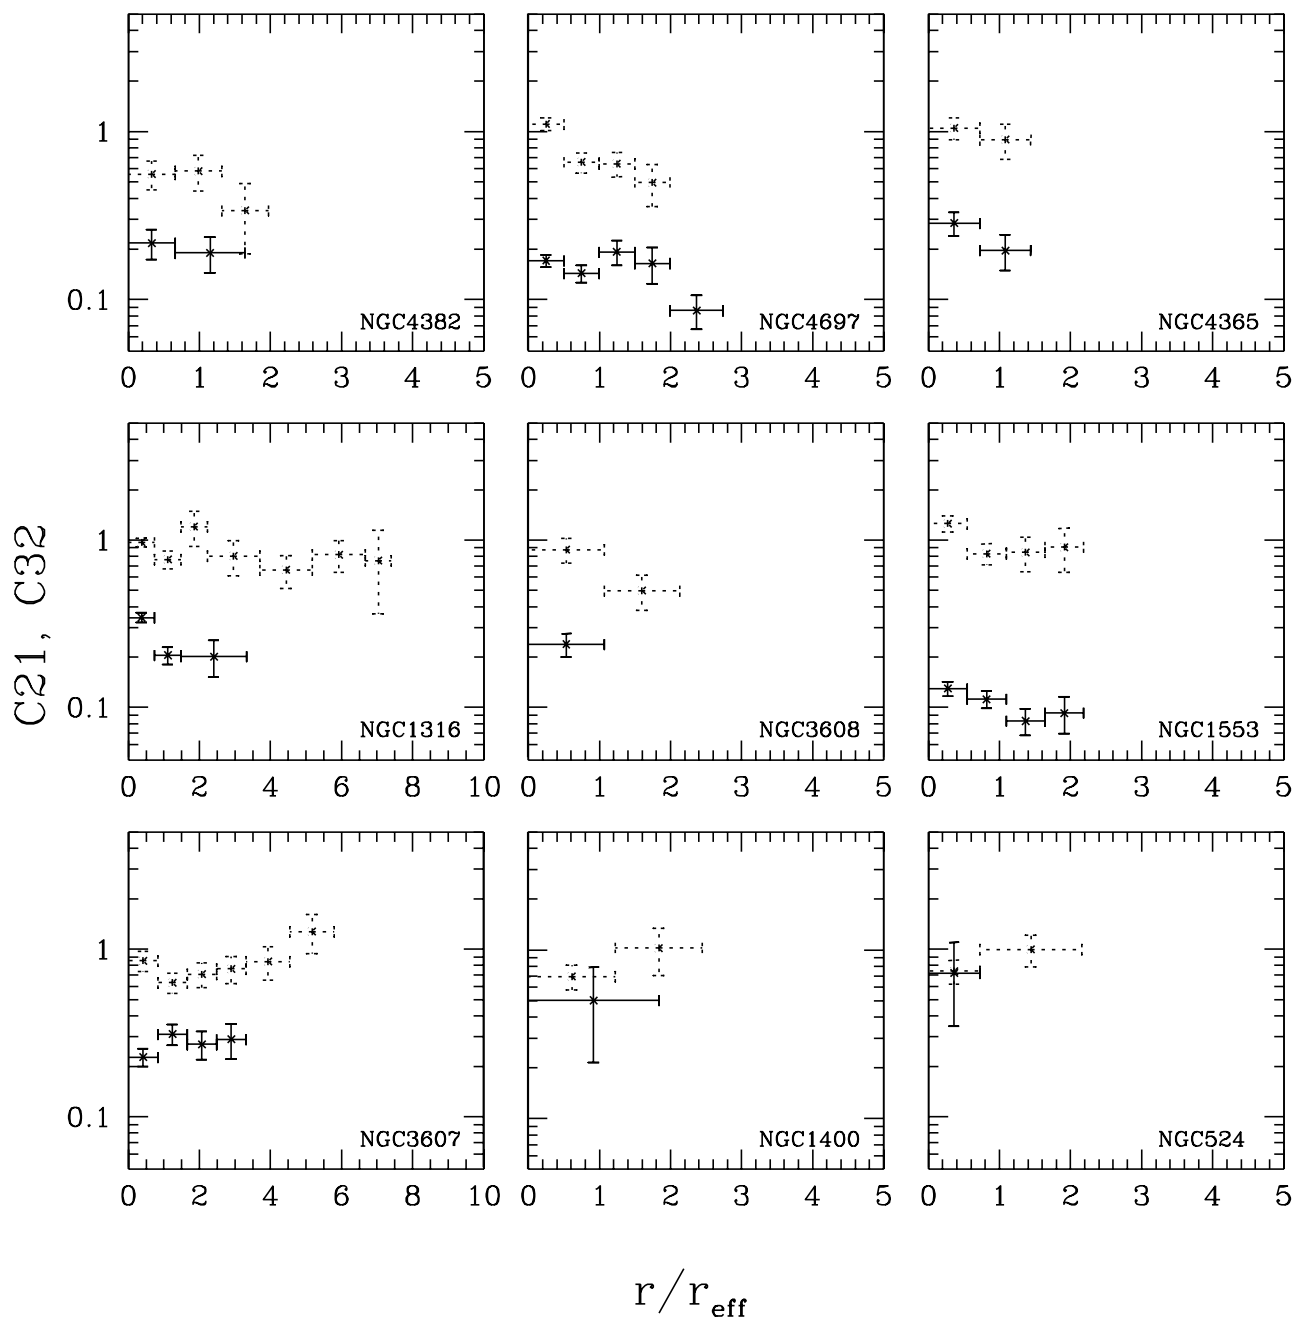 1
0.1
NGC4382 NGC4697 NGC4365
0 1 2 3 4 5 0 1 2 3 4 5 0 1 2 3 4 5
C21, C32
1
0.1
NGC1316 NGC3608 NGC1553
0 2 4 6 8 10 0 1 2 3 4 5 0 1 2 3 4 5
1
0.1
NGC3607 NGC1400 NGC524
0 2 4 6 8 10 0 1 2 3 4 5 0 1 2 3 4 5
r/r_eff